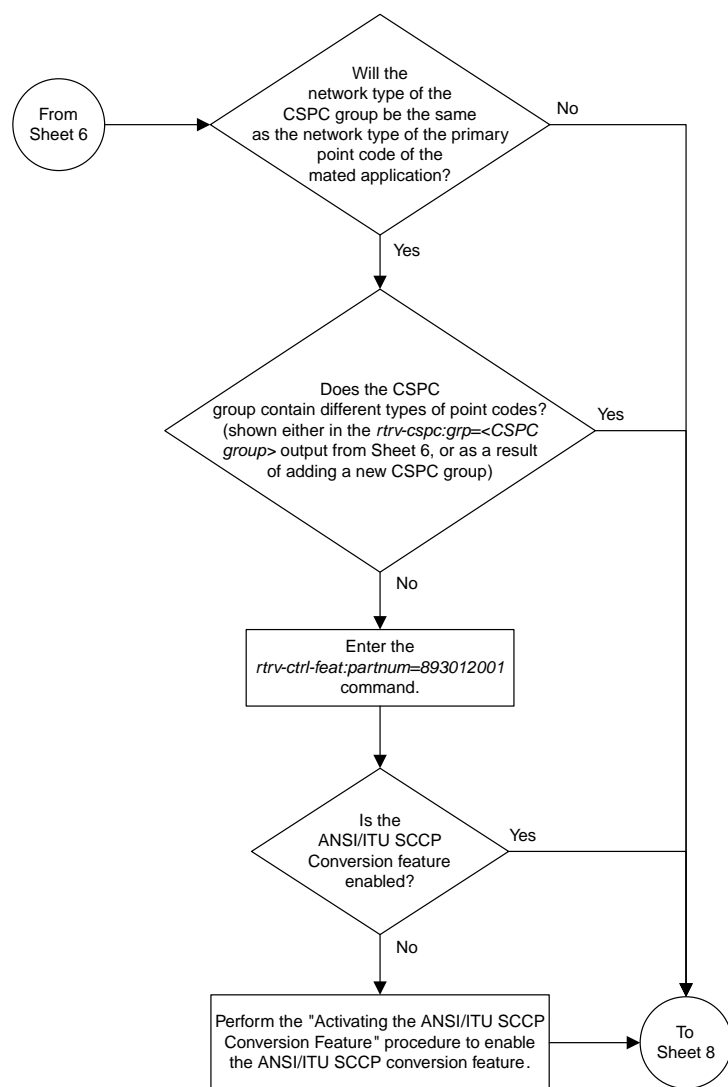 From
Sheet 6
Will the
network type of the
CSPC group be the same
as the network type of the primary
point code of the
mated application?
No
Yes
Does the CSPC
group contain different types of point codes?
(shown either in the rtrv-cspc:grp=<CSPC
group> output from Sheet 6, or as a result
of adding a new CSPC group)
Yes
No
Enter the
rtrv-ctrl-feat:partnum=893012001
command.
Is the
ANSI/ITU SCCP
Conversion feature
enabled?
Yes
No
Perform the "Activating the ANSI/ITU SCCP
Conversion Feature" procedure to enable
the ANSI/ITU SCCP conversion feature.
To
Sheet 8